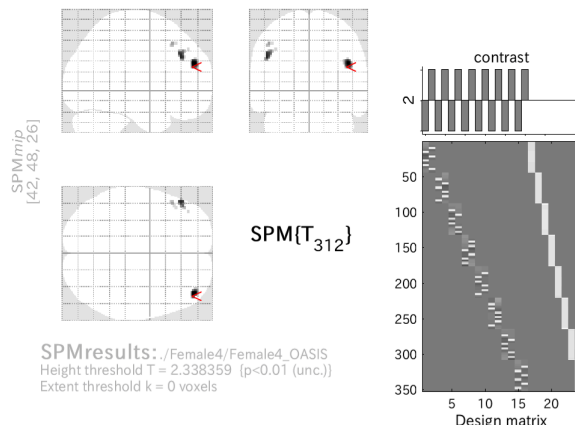 SPMmip
[42, 48, 26]
SPM{T312}
SPMresults: ./Female4/Female4_OASIS
Height threshold T = 2.338359 {p<0.01 (unc.)}
Extent threshold k = 0 voxels
contrast
2
50
100
150
200
250
300
350
5 10 15 20
Design matrix